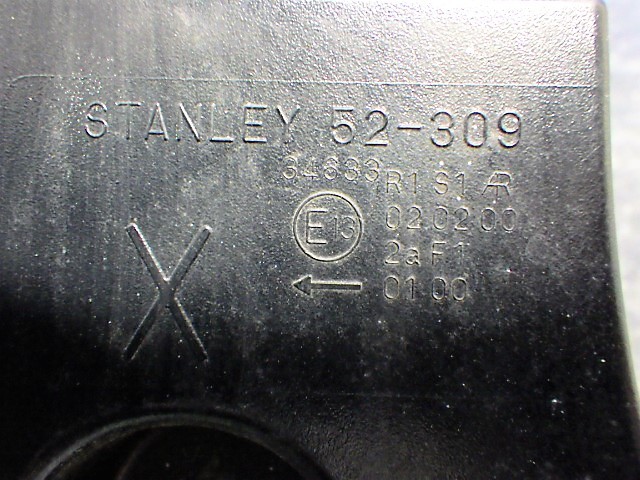 STANLEY 52-309
34633 R1 S1 AR
E13 02 02 00
2a F1
← 01 00
X